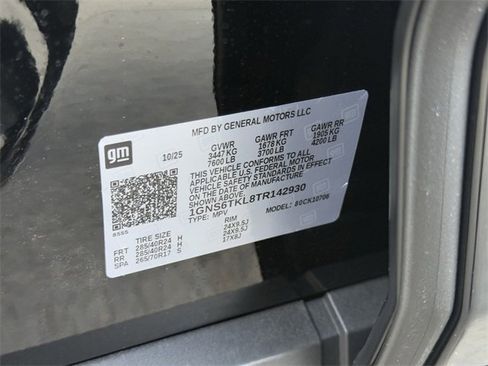 MFD BY GENERAL MOTORS LLC
gm 10/25 GVWR GAWR FRT GAWR RR
3447 KG 1678 KG 1905 KG
7600 LB 3700 LB 4200 LB
THIS VEHICLE CONFORMS TO ALL
APPLICABLE U.S. FEDERAL MOTOR
VEHICLE SAFETY
THEFT PREVENTION STANDARDS
IN EFFECT ON THE DATE OF
MANUFACTURE SHOWN ABOVE.
1GNS6TKL8TR142930
TYPE: MPV MODEL: 80CK10706
TIRE SIZE RIM
FRT 285/40R24 H 24X9.5J
RR 285/40R24 H 24X9.5J
SPA 265/70R17 S 17X8J